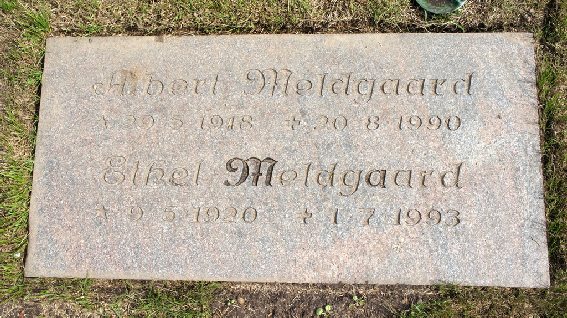 Albert Meldgaard
* 29 5 1918 † 20 8 1990
Ethel Meldgaard
* 9 5 1920 † 1 7 1993